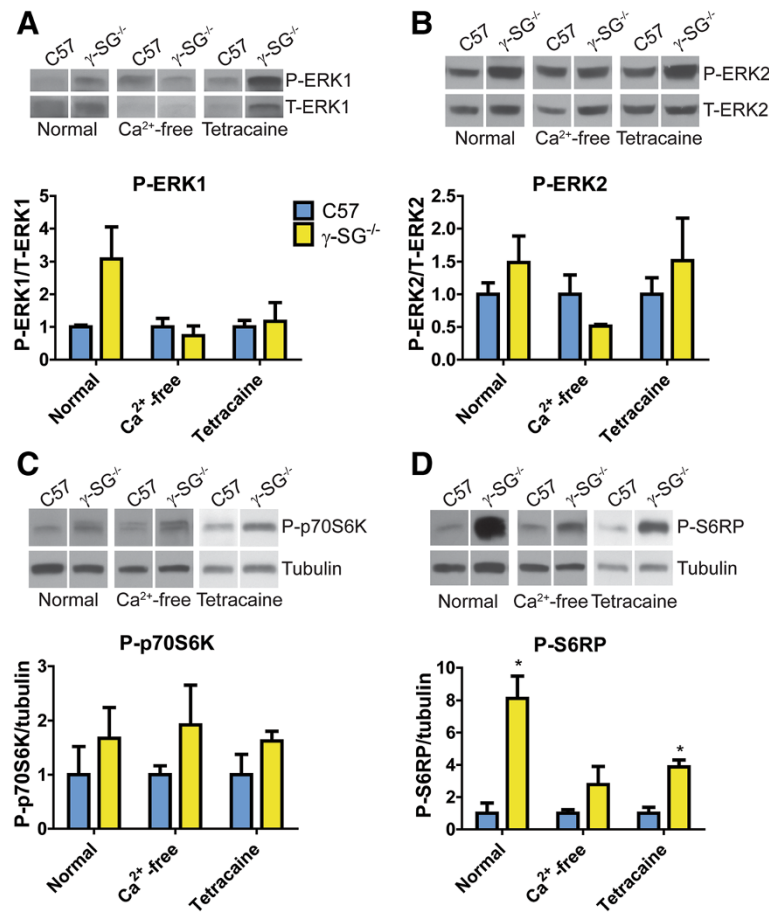 A
C57 γ-SG⁻/⁻ C57 γ-SG⁻/⁻ C57 γ-SG⁻/⁻
P-ERK1
T-ERK1
Normal Ca²⁺-free Tetracaine
P-ERK1
P-ERK1/T-ERK1
5
4
3
2
1
0
C57
γ-SG⁻/⁻
Normal
Ca²⁺-free
Tetracaine
B
C57 γ-SG⁻/⁻ C57 γ-SG⁻/⁻ C57 γ-SG⁻/⁻
P-ERK2
T-ERK2
Normal Ca²⁺-free Tetracaine
P-ERK2
P-ERK2/T-ERK2
2.5
2.0
1.5
1.0
0.5
0.0
Normal
Ca²⁺-free
Tetracaine
C
C57 γ-SG⁻/⁻ C57 γ-SG⁻/⁻ C57 γ-SG⁻/⁻
P-p70S6K
Tubulin
Normal Ca²⁺-free Tetracaine
P-p70S6K
P-p70S6K/tubulin
3
2
1
0
Normal
Ca²⁺-free
Tetracaine
D
C57 γ-SG⁻/⁻ C57 γ-SG⁻/⁻ C57 γ-SG⁻/⁻
P-S6RP
Tubulin
Normal Ca²⁺-free Tetracaine
P-S6RP
P-S6RP/tubulin
10
8
6
4
2
0
*
*
Normal
Ca²⁺-free
Tetracaine